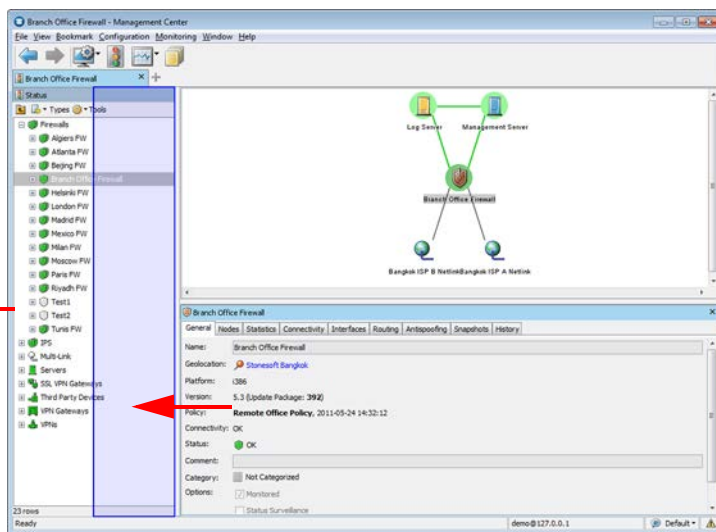 Branch Office Firewall - Management Center
File View Bookmark Configuration Monitoring Window Help
Branch Office Firewall
Status
Types Tools
Firewalls
Algiers FW
Atlanta FW
Beijing FW
Branch Office Firewall
Helsinki FW
London FW
Madrid FW
Mexico FW
Milan FW
Moscow FW
Paris FW
Riyadh FW
Test1
Test2
Tunis FW
IPS
Multi-Link
Servers
SSL VPN Gateways
Third Party Devices
VPN Gateways
VPNs
23 rows
Log Server Management Server
Branch Office Firewall
Bangkok ISP B Netlink Bangkok ISP A Netlink
Branch Office Firewall
General Nodes Statistics Connectivity Interfaces Routing Antispoofing Snapshots History
Name: Branch Office Firewall
Geolocation: Stonesoft Bangkok
Platform: i386
Version: 5.3 (Update Package: 392)
Policy: Remote Office Policy, 2011-05-24 14:32:12
Connectivity: OK
Status: OK
Comment:
Category: Not Categorized
Options: Monitored
Status Surveillance
Ready demo@127.0.0.1 Default